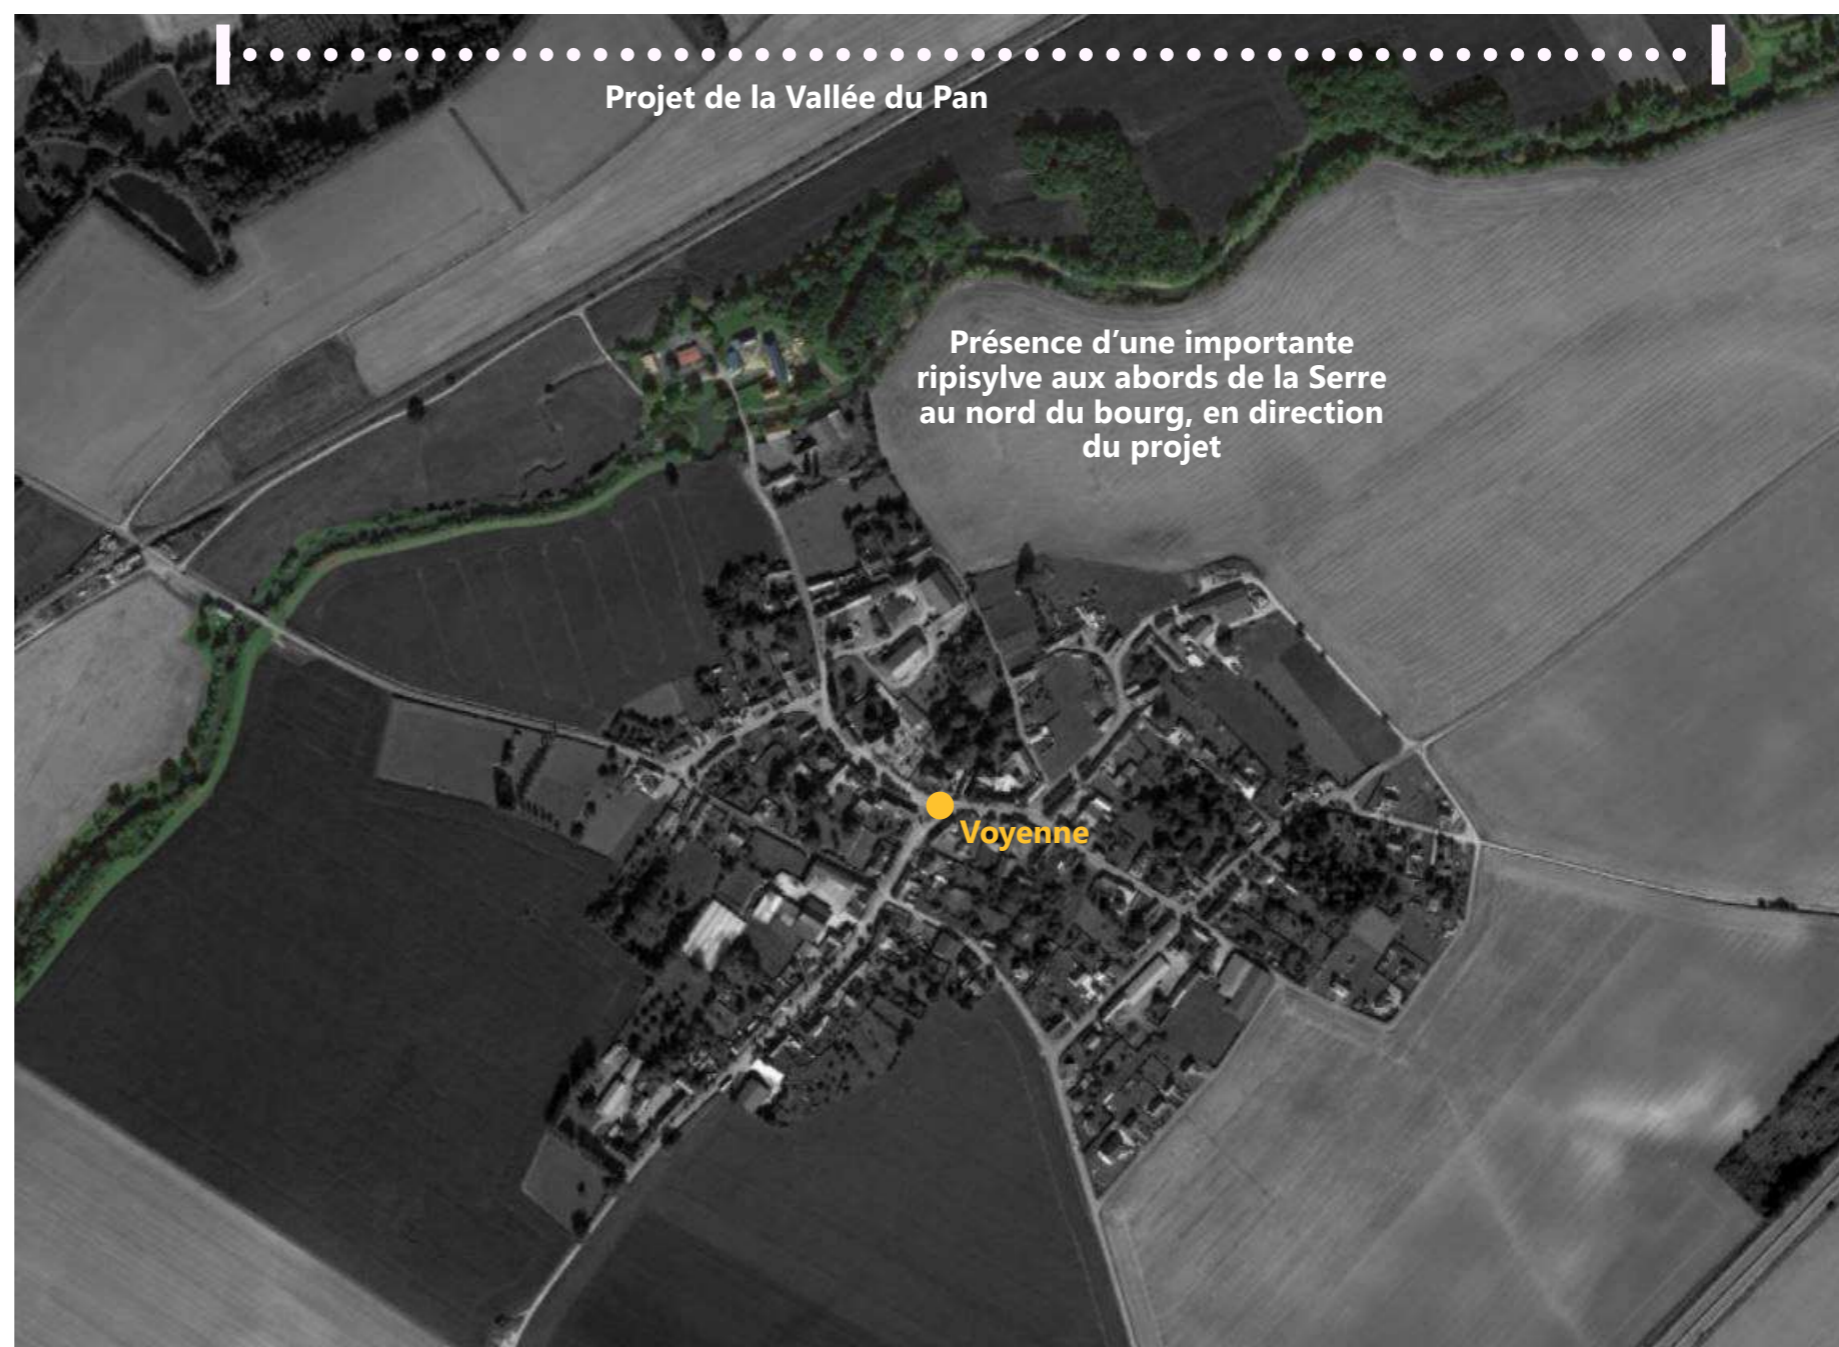 Projet de la Vallée du Pan
Présence d’une importante
ripisylve aux abords de la Serre
au nord du bourg, en direction
du projet
Voyenne